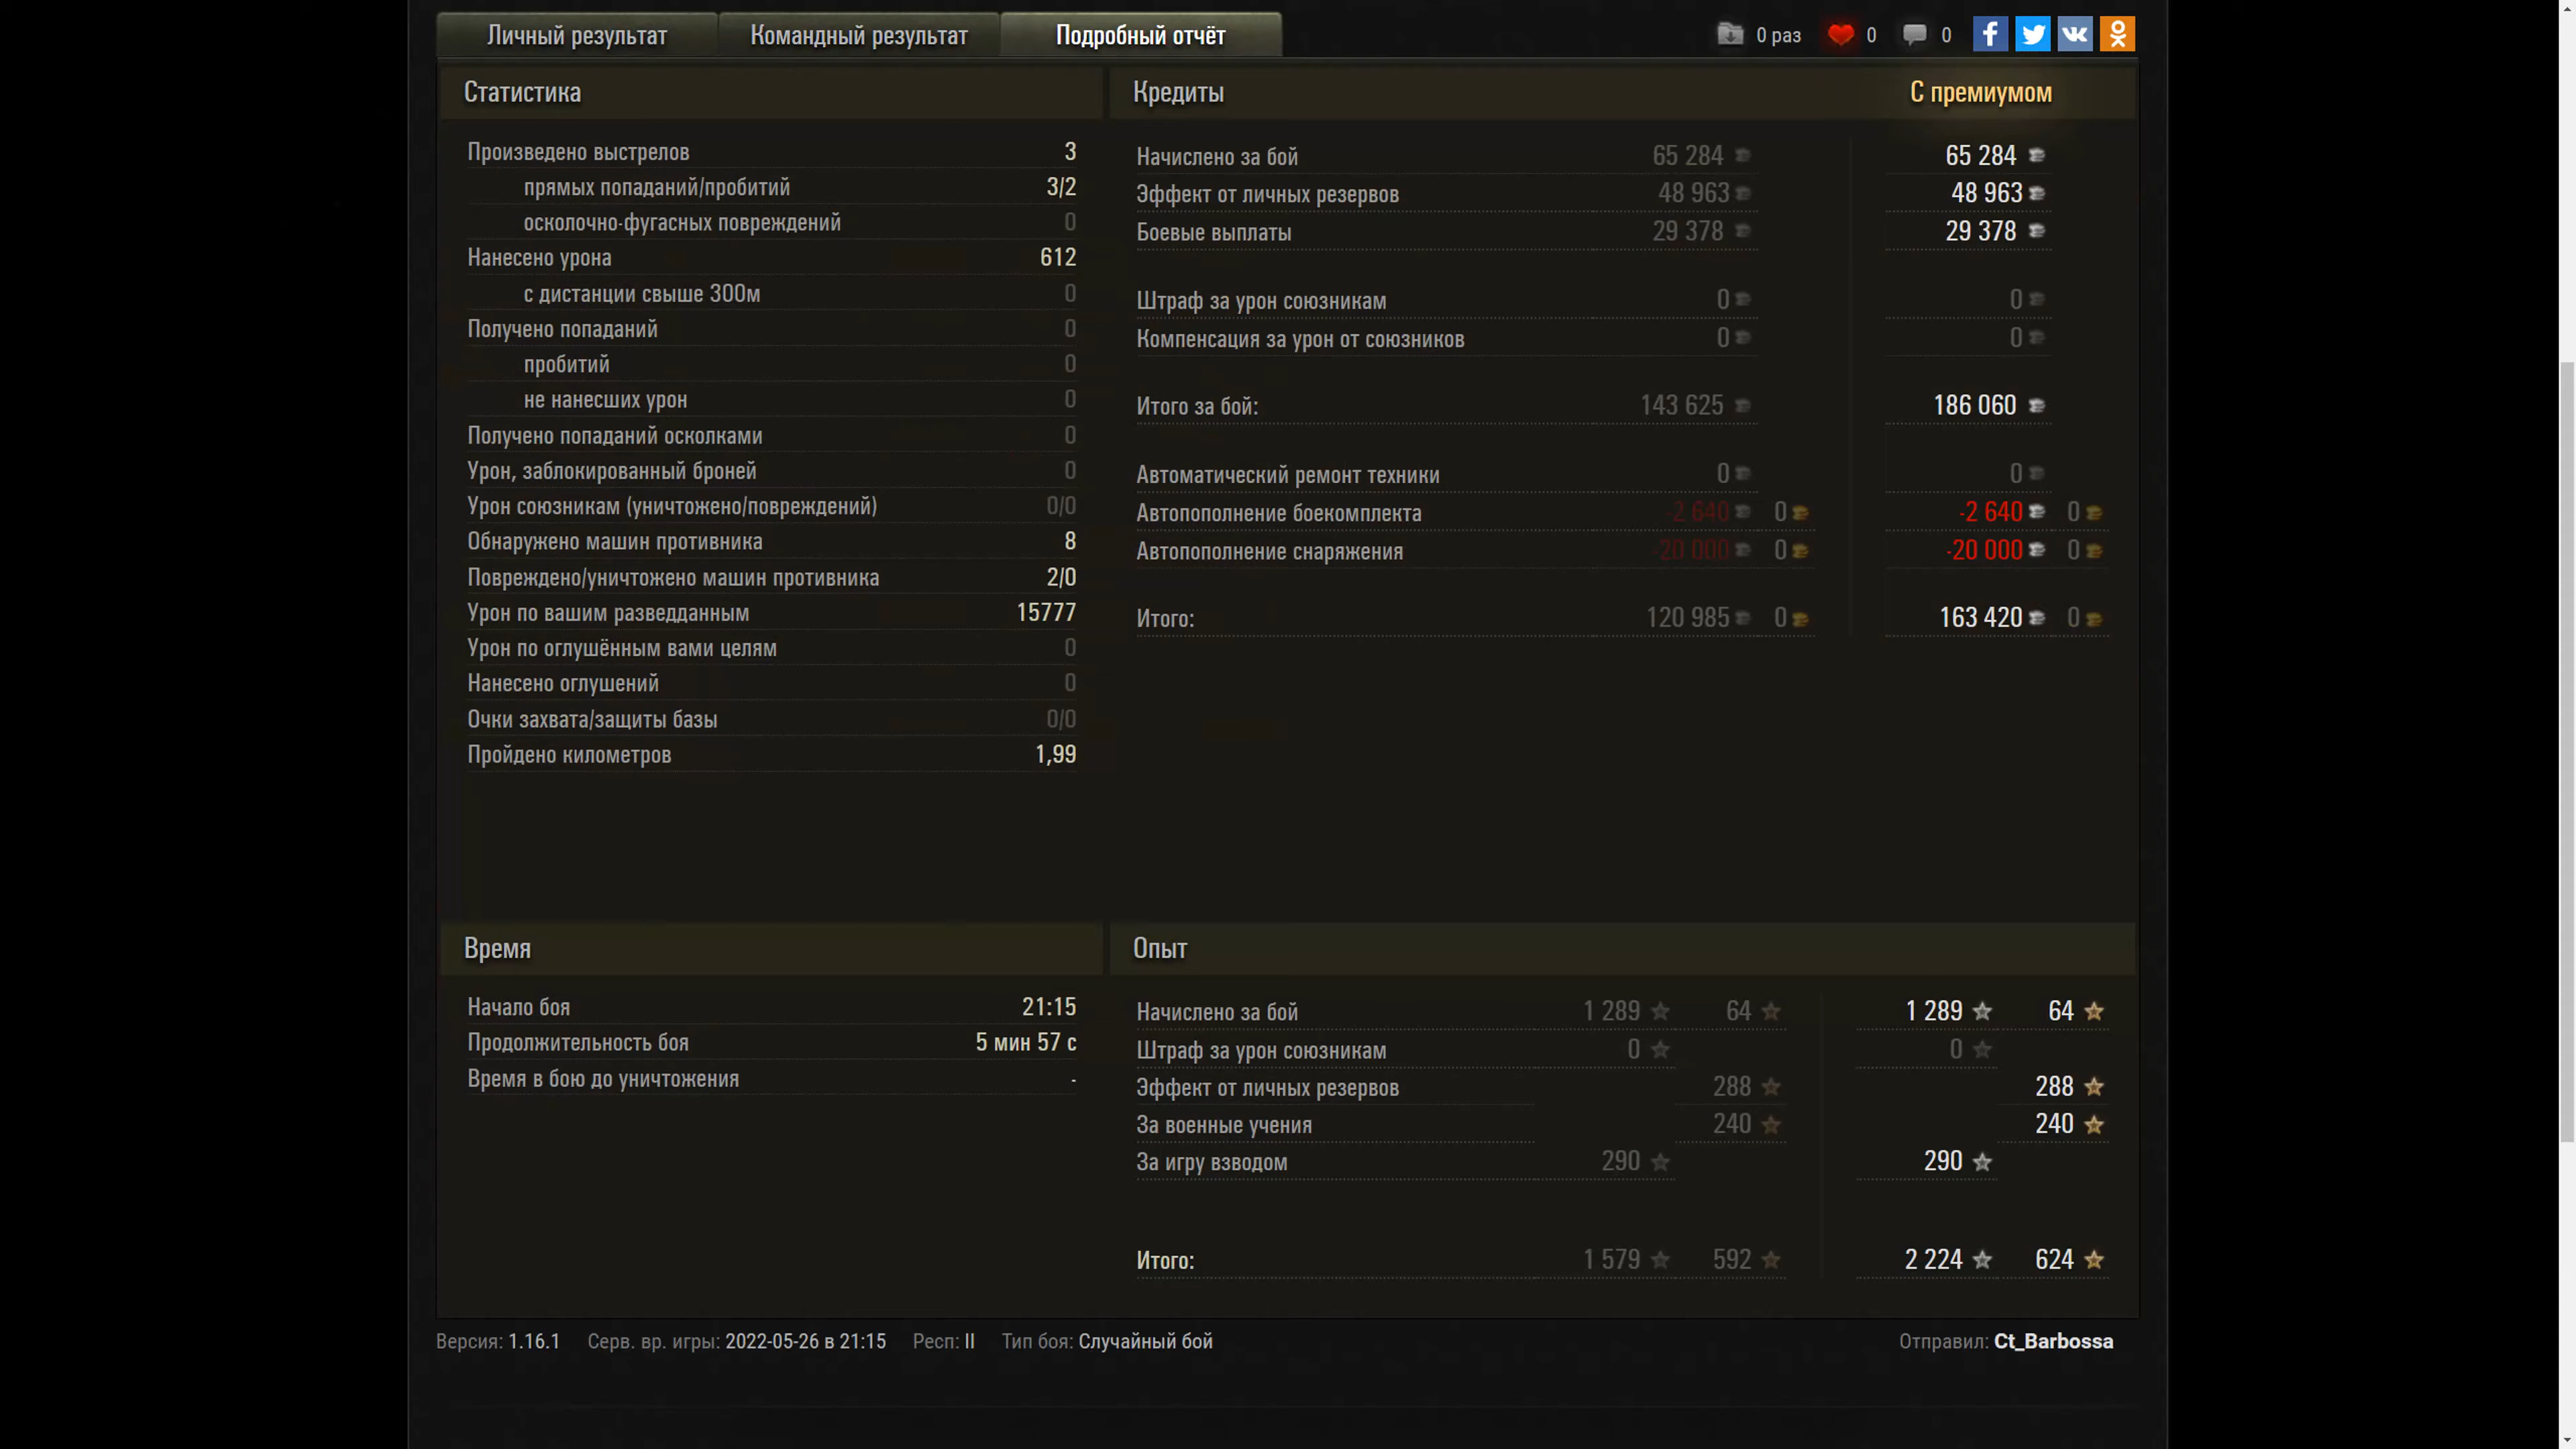 Личный результат Командный результат Подробный отчёт 0 раз 0 0
Статистика
Произведено выстрелов 3
прямых попаданий/пробитий 3/2
осколочно-фугасных повреждений 0
Нанесено урона 612
с дистанции свыше 300м 0
Получено попаданий 0
пробитий 0
не нанесших урон 0
Получено попаданий осколками 0
Урон, заблокированный броней 0
Урон союзникам (уничтожено/повреждений) 0/0
Обнаружено машин противника 8
Повреждено/уничтожено машин противника 2/0
Урон по вашим разведданным 15777
Урон по оглушённым вами целям 0
Нанесено оглушений 0
Очки захвата/защиты базы 0/0
Пройдено километров 1,99
Кредиты С премиумом
Начислено за бой 65 284 65 284
Эффект от личных резервов 48 963 48 963
Боевые выплаты 29 378 29 378
Штраф за урон союзникам 0 0
Компенсация за урон от союзников 0 0
Итого за бой: 143 625 186 060
Автоматический ремонт техники 0 0
Автопополнение боекомплекта -2 640 0 -2 640 0
Автопополнение снаряжения -20 000 0 -20 000 0
Итого: 120 985 0 163 420 0
Время
Начало боя 21:15
Продолжительность боя 5 мин 57 с
Время в бою до уничтожения -
Опыт
Начислено за бой 1 289 64 1 289 64
Штраф за урон союзникам 0 0
Эффект от личных резервов 288 288
За военные учения 240 240
За игру взводом 290 290
Итого: 1 579 592 2 224 624
Версия: 1.16.1 Серв. вр. игры: 2022-05-26 в 21:15 Респ: II Тип боя: Случайный бой Отправил: Ct_Barbossa